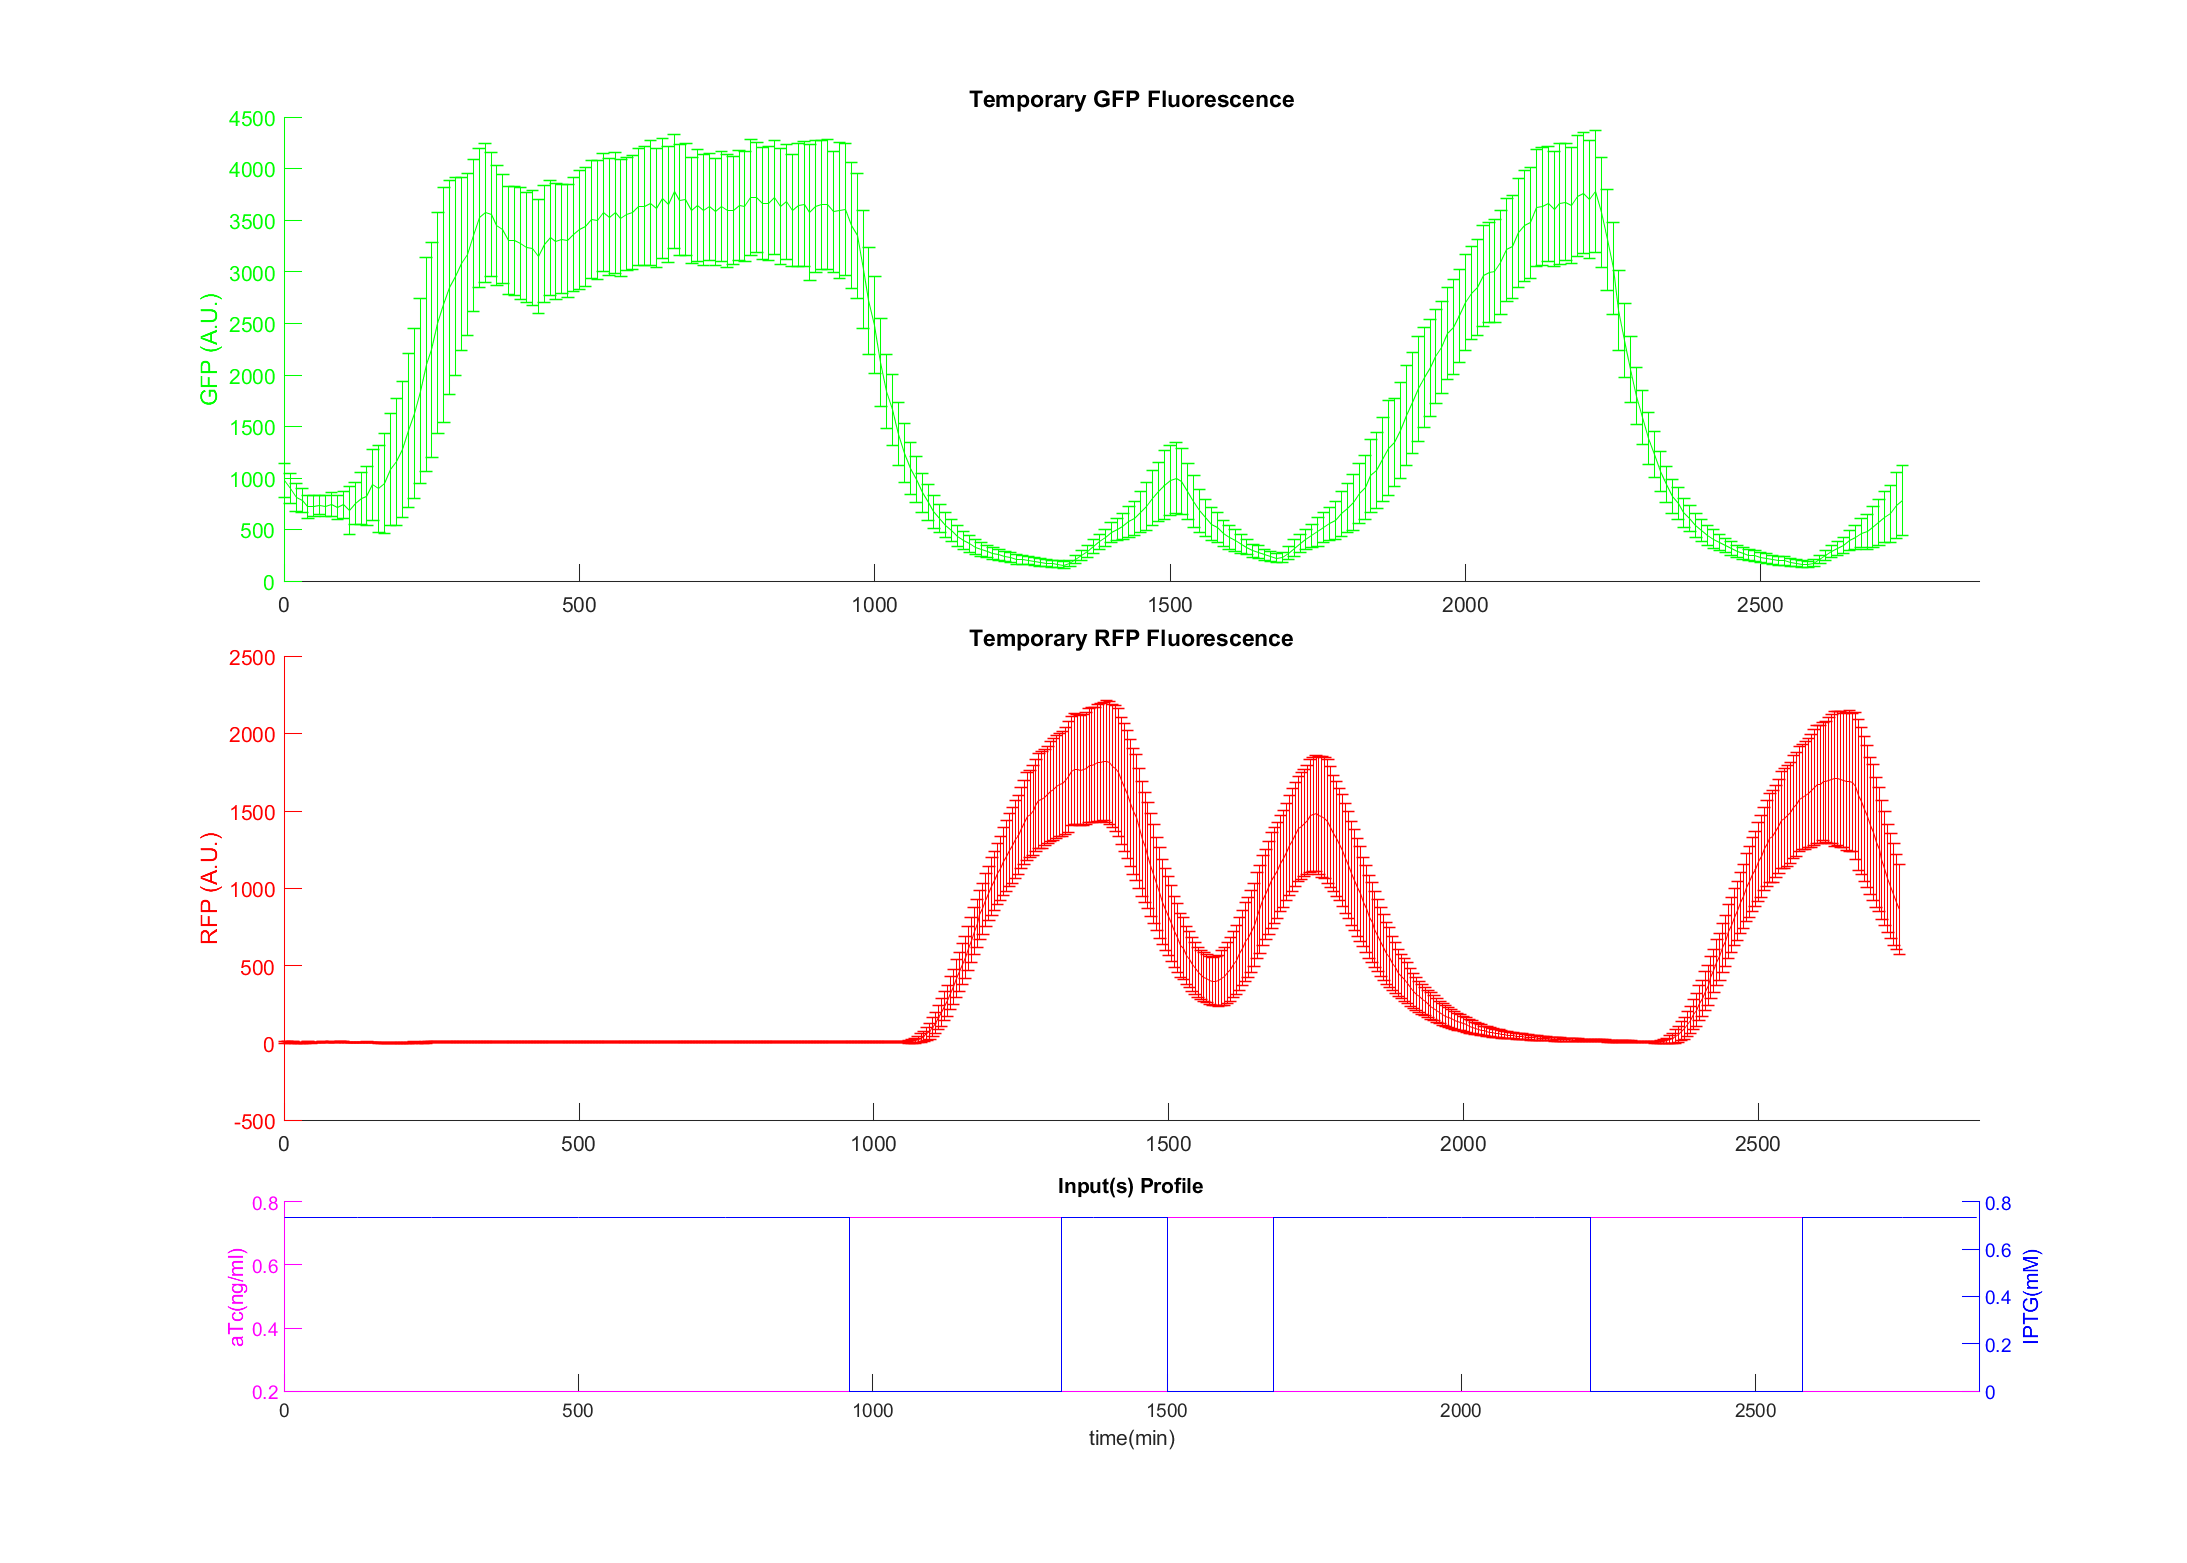 Temporary GFP Fluorescence
4500
4000
3500
3000
2500
2000
1500
1000
500
0
GFP (A.U.)
0 500 1000 1500 2000 2500
Temporary RFP Fluorescence
2500
2000
1500
1000
500
0
-500
RFP (A.U.)
0 500 1000 1500 2000 2500
Input(s) Profile
0.8
0.6
0.4
0.2
aTc(ng/ml)
0.8
0.6
0.4
0.2
0
IPTG(mM)
0 500 1000 1500 2000 2500
time(min)